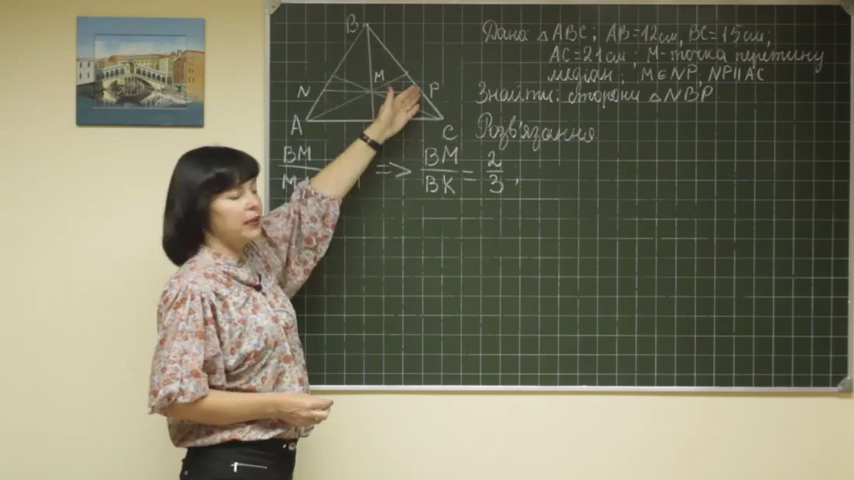 B
Дано: △ABC; AB=12см, BC=15см;
AC=21см; M-точка перетину
медіан; M∈NP, NP∥AC
Знайти: сторони △NBP
N M P
A C
Розв'язання
BM
=> BM/BK = 2/3,